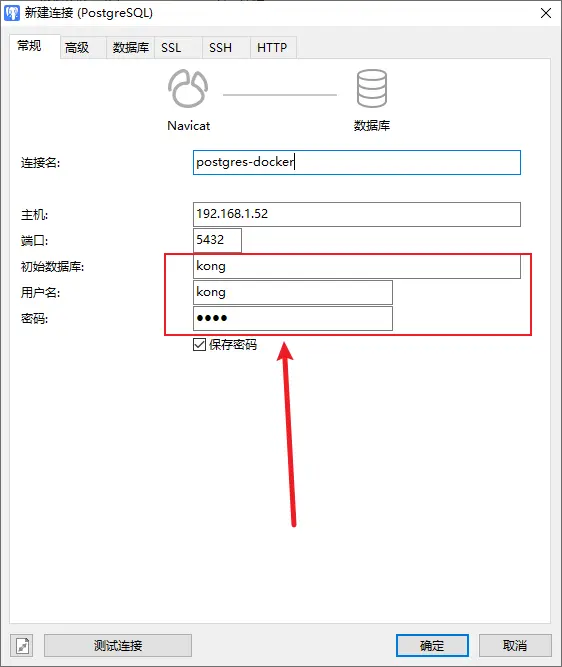 新建连接 (PostgreSQL)
常规 高级 数据库 SSL SSH HTTP
Navicat 数据库
连接名: postgres-docker
主机: 192.168.1.52
端口: 5432
初始数据库: kong
用户名: kong
密码: ●●●●
保存密码
测试连接 确定 取消